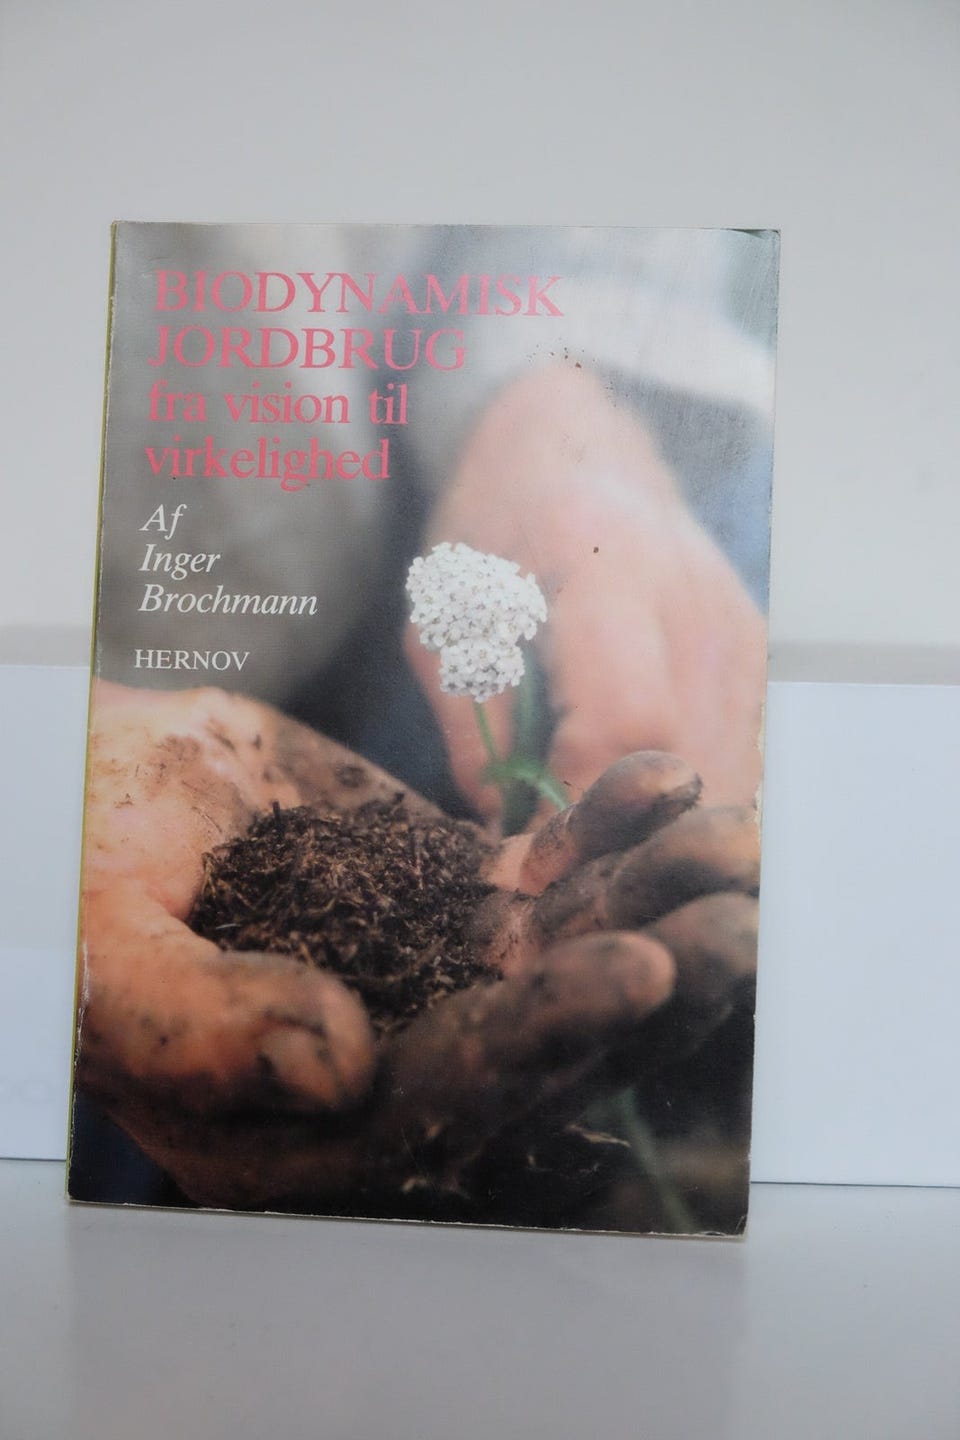 BIODYNAMISK
JORDBRUG
fra vision til
virkelighed
Af
Inger
Brochmann
HERNOV